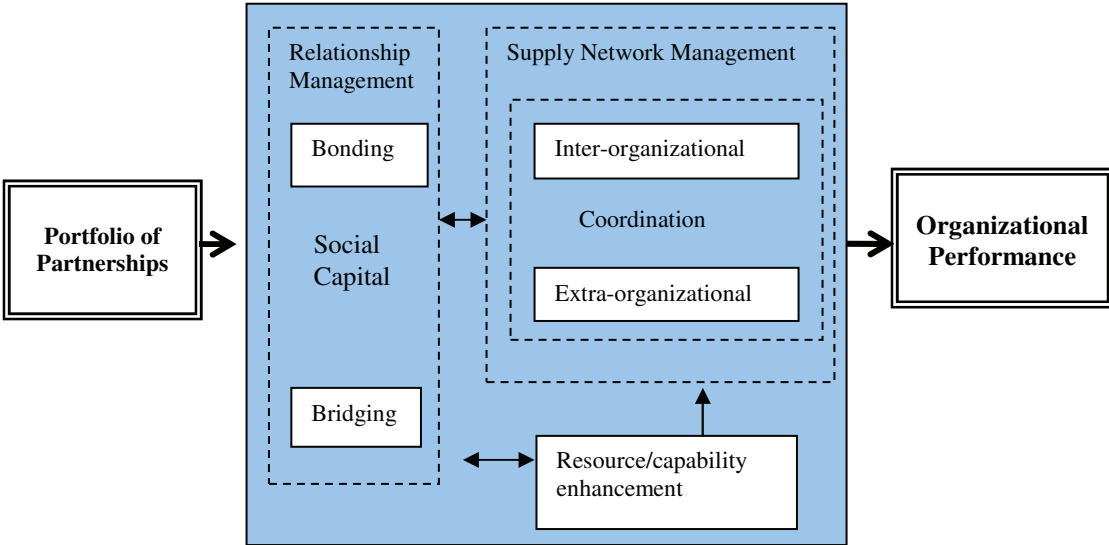 Portfolio of
Partnerships
Relationship
Management
Bonding
Social
Capital
Bridging
Supply Network Management
Inter-organizational
Coordination
Extra-organizational
Resource/capability
enhancement
Organizational
Performance